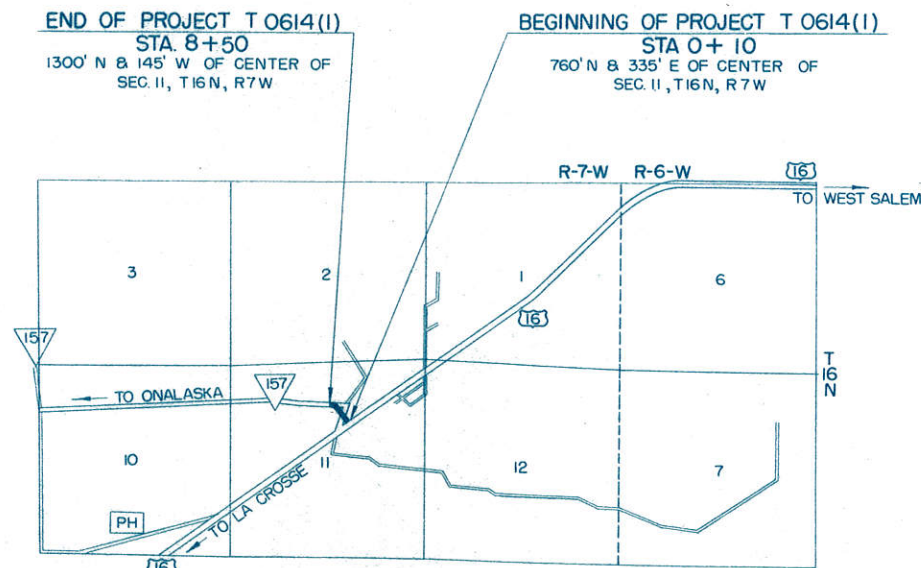 END OF PROJECT T 0614(1)
STA. 8+50
1300' N & 145' W OF CENTER OF
SEC. 11, T16N, R7W
BEGINNING OF PROJECT T 0614(1)
STA 0+10
760' N & 335' E OF CENTER OF
SEC. 11, T16N, R7W
R-7-W
R-6-W
16
TO WEST SALEM
3
2
1
6
16
157
T
16
N
157
TO ONALASKA
10
11
12
7
PH
TO LA CROSSE
16